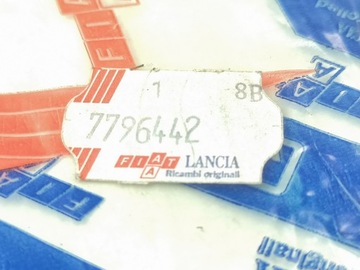 1 8B
7796442
FIAT LANCIA
Ricambi originali